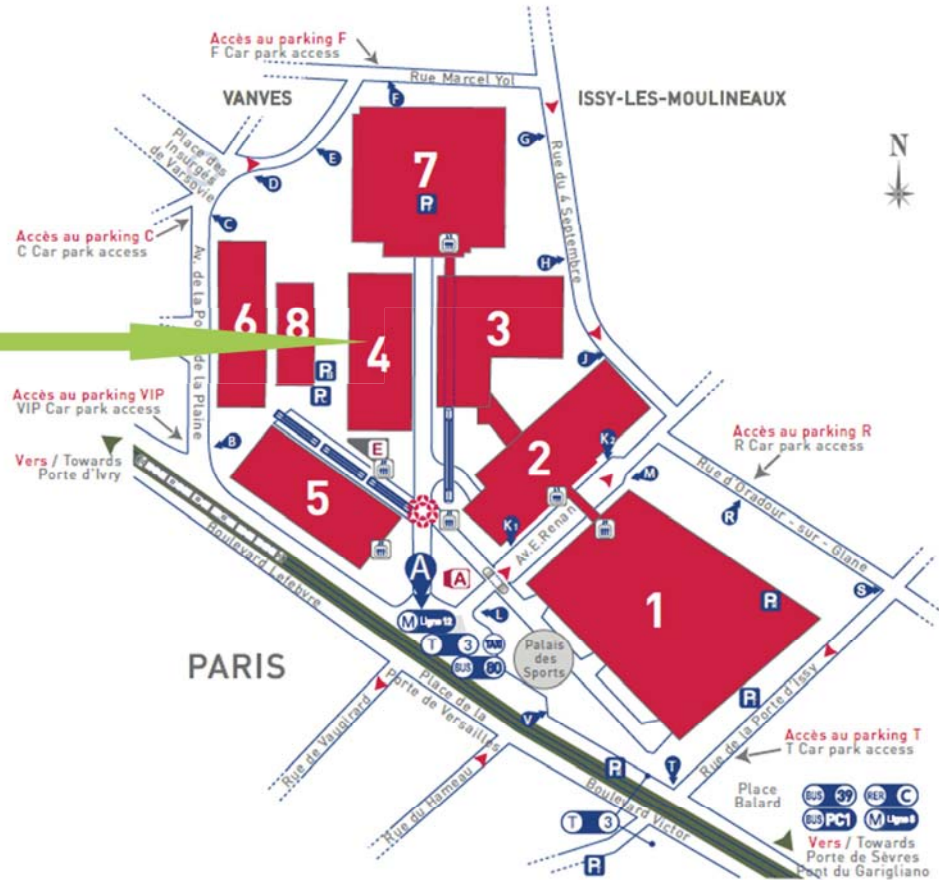 Accès au parking F
F Car park access
Rue Marcel Yol
VANVES
ISSY-LES-MOULINEAUX
F
G
E
D
C
H
J
Place des
Insurgés
de Varsovie
Rue du 4 Septembre
N
7
P
Accès au parking C
C Car park access
Av. de la Porte de la Plaine
6
8
4
3
P
P
Accès au parking VIP
VIP Car park access
B
Vers / Towards
Porte d'Ivry
E
5
2
K2
M
K1
Accès au parking R
R Car park access
Rue d'Oradour - sur - Glane
R
S
Av.E.Renan
A
A
L
1
P
M Ligne 12
T 3 TAXI
BUS 80
Palais
des
Sports
PARIS
Boulevard Lefebvre
Place de la
Porte de Versailles
Rue de Vaugirard
Rue du Hameau
V
P
P
T
Rue de la Porte d'Issy
Accès au parking T
T Car park access
Boulevard Victor
T 3
P
Place
Balard
BUS 39 RER C
BUS PC1 M Ligne 8
Vers / Towards
Porte de Sèvres
Pont du Garigliano